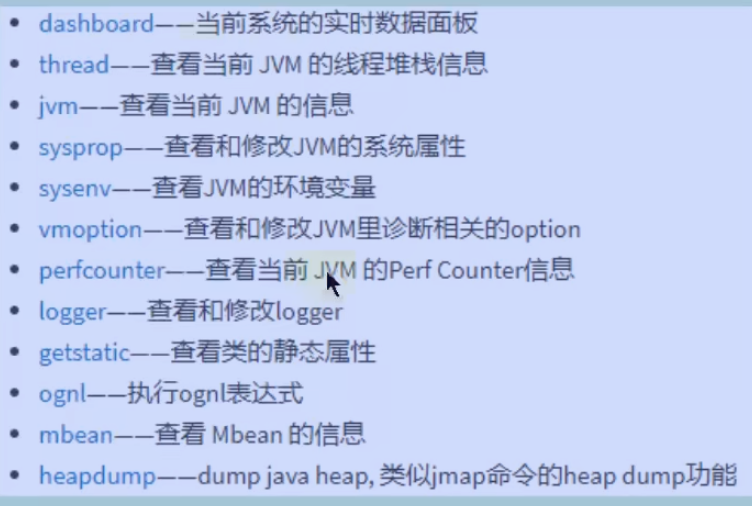 dashboard——当前系统的实时数据面板
thread——查看当前 JVM 的线程堆栈信息
jvm——查看当前 JVM 的信息
sysprop——查看和修改JVM的系统属性
sysenv——查看JVM的环境变量
vmoption——查看和修改JVM里诊断相关的option
perfcounter——查看当前 JVM 的Perf Counter信息
logger——查看和修改logger
getstatic——查看类的静态属性
ognl——执行ognl表达式
mbean——查看 Mbean 的信息
heapdump——dump java heap, 类似jmap命令的heap dump功能